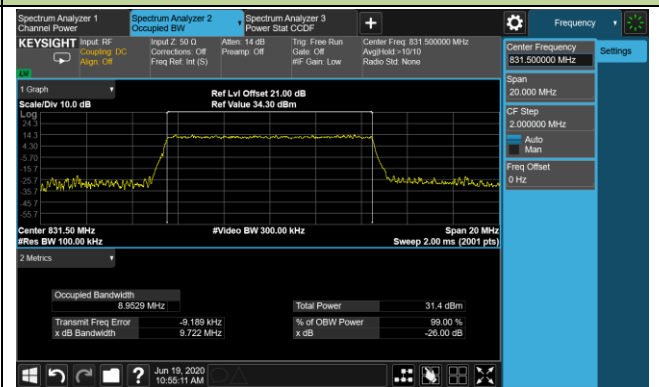 Spectrum Analyzer 1
Channel Power
Spectrum Analyzer 2
Occupied BW
Spectrum Analyzer 3
Power Stat CCDF
Frequency
KEYSIGHT
Input: RF
Coupling: DC
Align: Off
Input Z: 50 Ω
Corrections: Off
Freq Ref: Int (S)
Atten: 14 dB
Preamp: Off
Trig: Free Run
Gate: Off
#IF Gain: Low
Center Freq: 831.500000 MHz
Avg|Hold:>10/10
Radio Std: None
Center Frequency
831.500000 MHz
Settings
Span
20.000 MHz
CF Step
2.000000 MHz
Auto
Man
Freq Offset
0 Hz
1 Graph
Scale/Div 10.0 dB
Ref Lvl Offset 21.00 dB
Ref Value 34.30 dBm
Log
24.3
14.3
4.30
-5.70
-15.7
-25.7
-35.7
-45.7
-55.7
Center 831.50 MHz
#Res BW 100.00 kHz
#Video BW 300.00 kHz
Span 20 MHz
Sweep 2.00 ms (2001 pts)
2 Metrics
Occupied Bandwidth
8.9529 MHz
Total Power 31.4 dBm
Transmit Freq Error -9.189 kHz
% of OBW Power 99.00 %
x dB Bandwidth 9.722 MHz
x dB -26.00 dB
Jun 19, 2020
10:55:11 AM